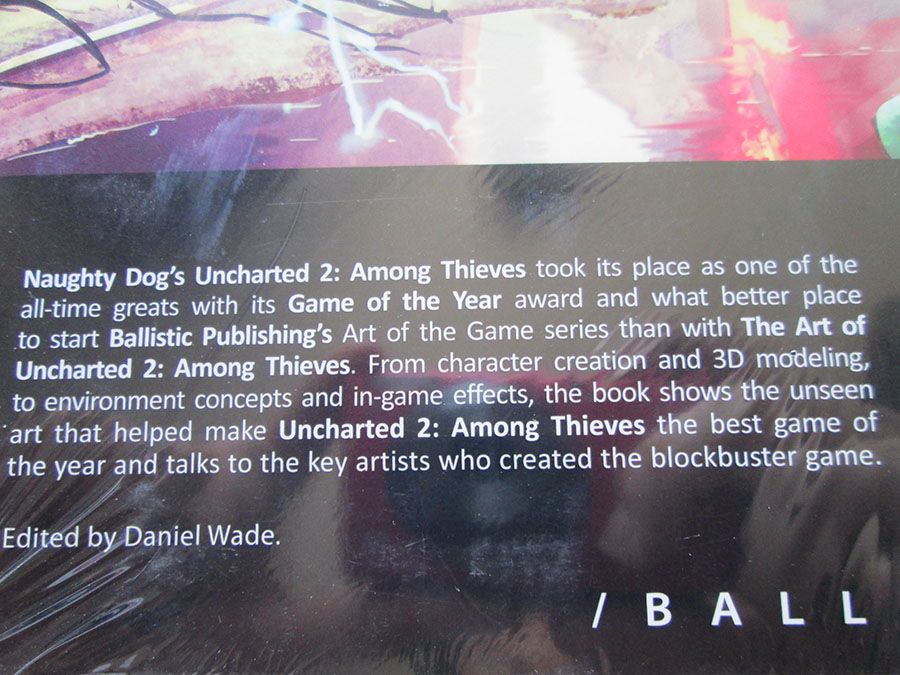 Naughty Dog's Uncharted 2: Among Thieves took its place as one of the
all-time greats with its Game of the Year award and what better place
to start Ballistic Publishing's Art of the Game series than with The Art of
Uncharted 2: Among Thieves. From character creation and 3D modeling,
to environment concepts and in-game effects, the book shows the unseen
art that helped make Uncharted 2: Among Thieves the best game of
the year and talks to the key artists who created the blockbuster game.
Edited by Daniel Wade.
/BALL